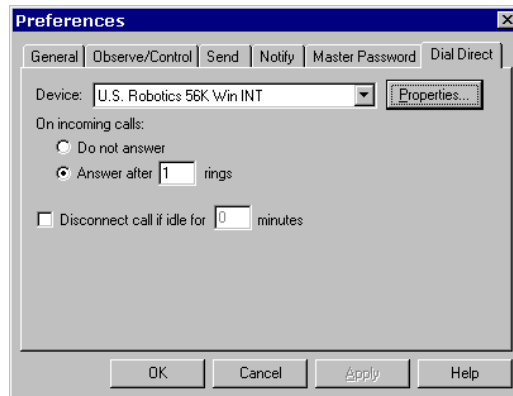 Preferences
General Observe/Control Send Notify Master Password Dial Direct
Device: U.S. Robotics 56K Win INT Properties...
On incoming calls:
Do not answer
Answer after 1 rings
Disconnect call if idle for 0 minutes
OK Cancel Apply Help